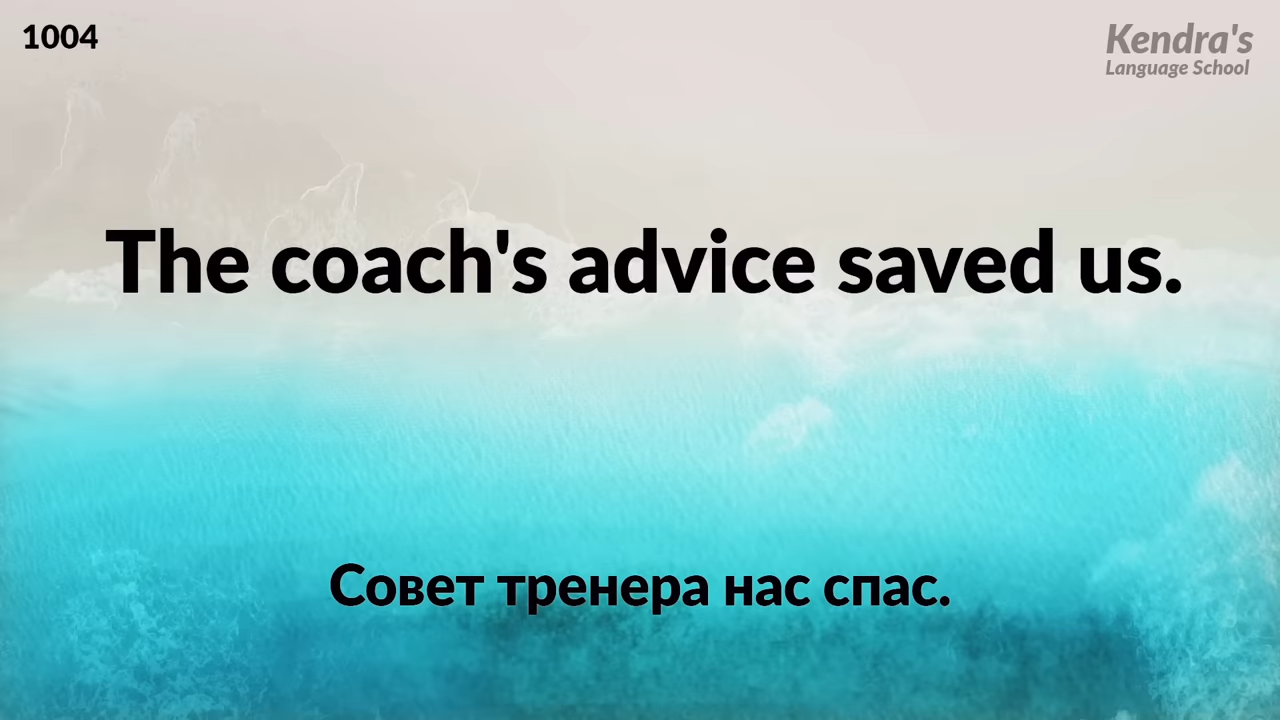 1004
Kendra's
Language School
The coach's advice saved us.
Совет тренера нас спас.